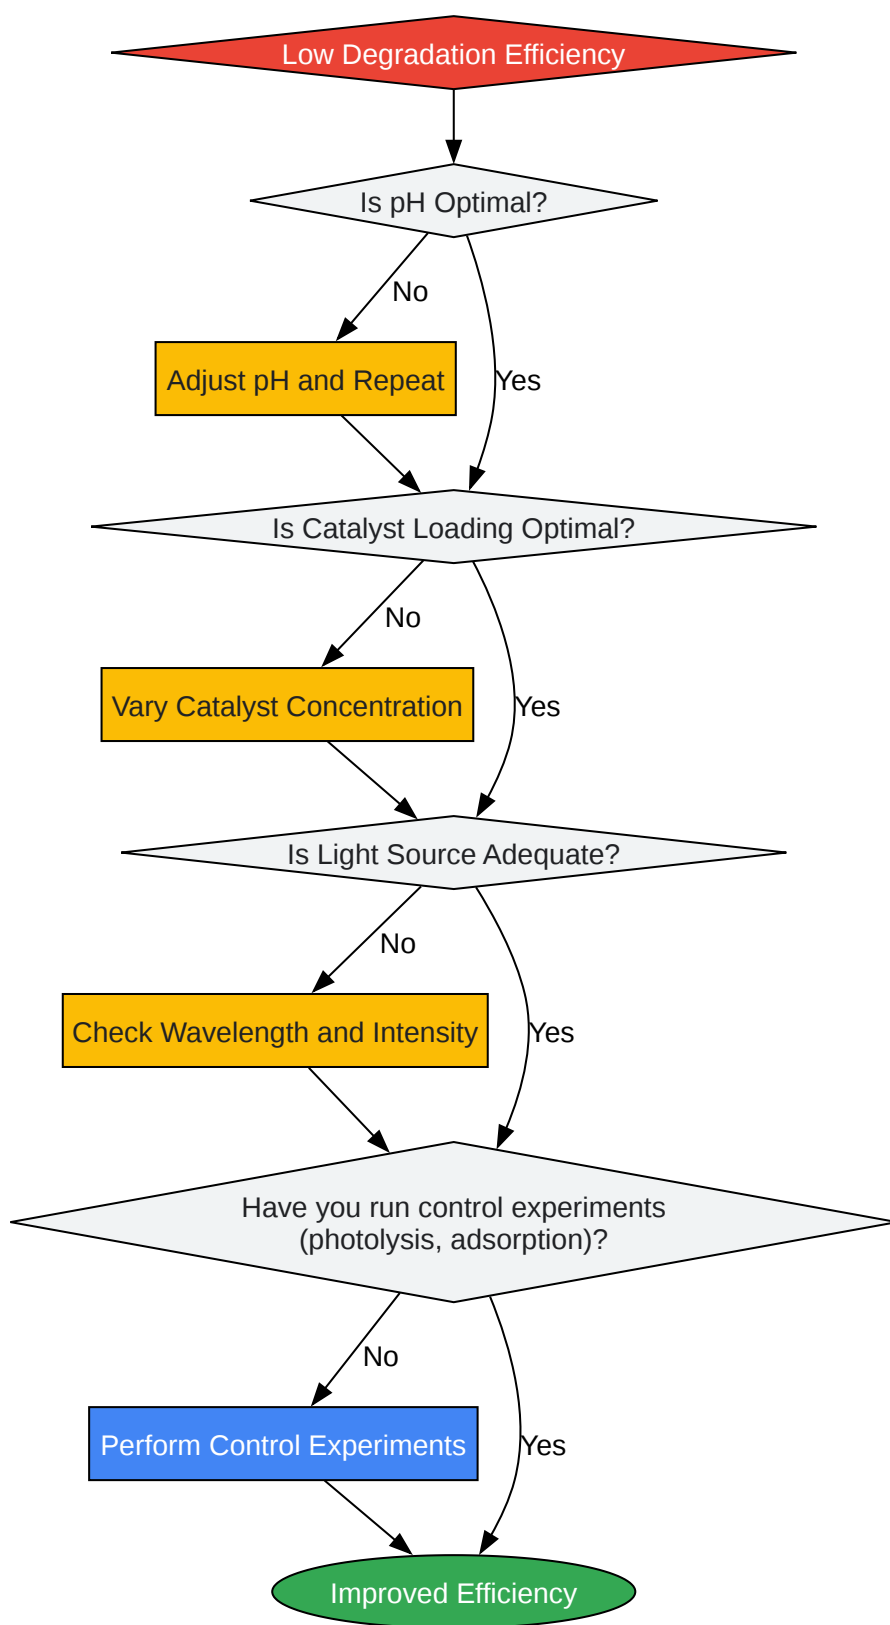 Low Degradation Efficiency
Is pH Optimal?
No
Adjust pH and Repeat
Yes
Is Catalyst Loading Optimal?
No
Vary Catalyst Concentration
Yes
Is Light Source Adequate?
No
Check Wavelength and Intensity
Yes
Have you run control experiments
(photolysis, adsorption)?
No
Perform Control Experiments
Yes
Improved Efficiency